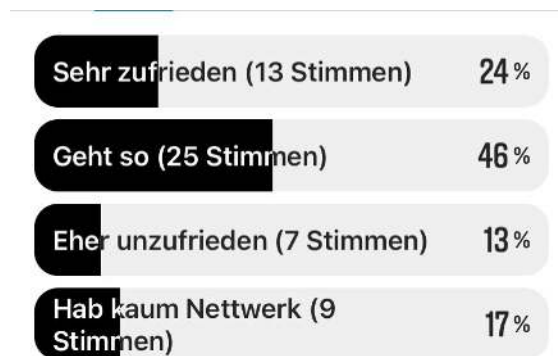 Sehr zufrieden (13 Stimmen) 24 %
Geht so (25 Stimmen) 46 %
Eher unzufrieden (7 Stimmen) 13 %
Hab kaum Nettwerk (9
Stimmen) 17 %